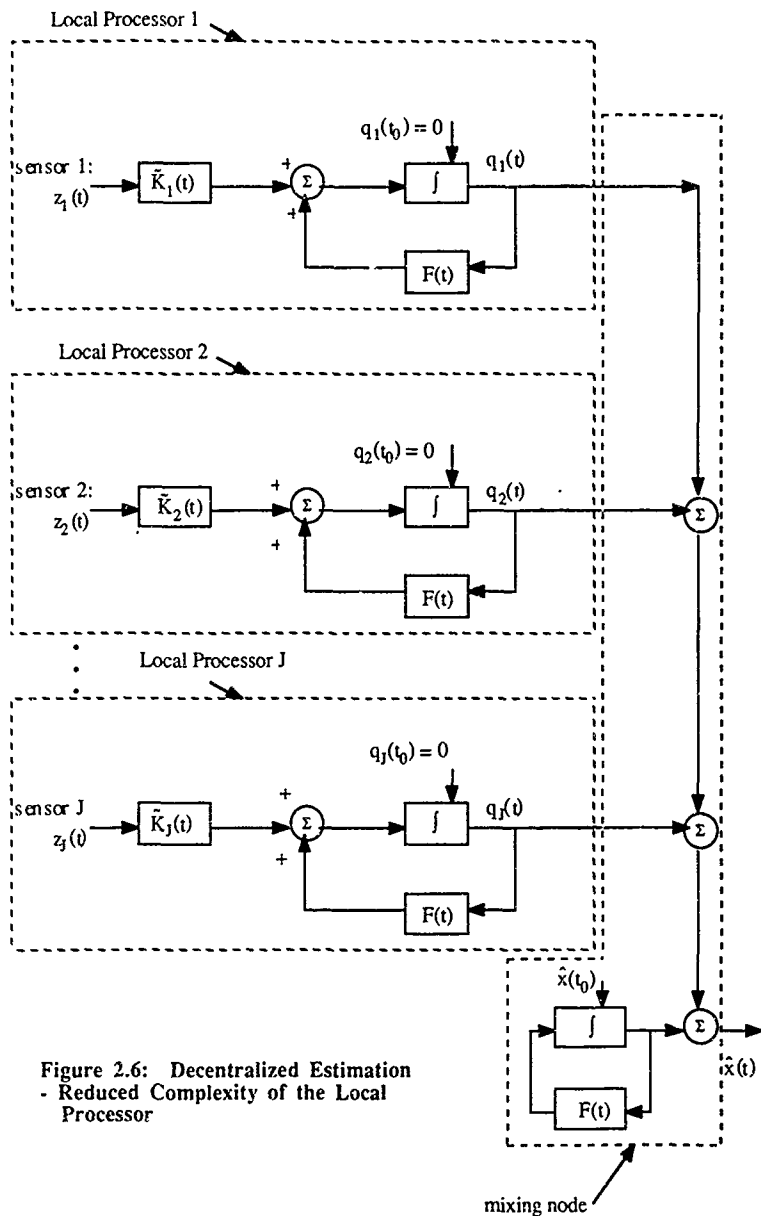 Local Processor 1
q₁(t₀) = 0
sensor 1:
z₁(t)
K̃₁(t)
+
Σ
+
∫
q₁(t)
F(t)
Local Processor 2
q₂(t₀) = 0
sensor 2:
z₂(t)
K̃₂(t)
+
Σ
+
∫
q₂(t)
Σ
F(t)
Local Processor J
q_J(t₀) = 0
sensor J
z_J(t)
K̃_J(t)
+
Σ
+
∫
q_J(t)
Σ
F(t)
x̂(t₀)
∫
Σ
x̂(t)
F(t)
Figure 2.6: Decentralized Estimation
- Reduced Complexity of the Local
Processor
mixing node